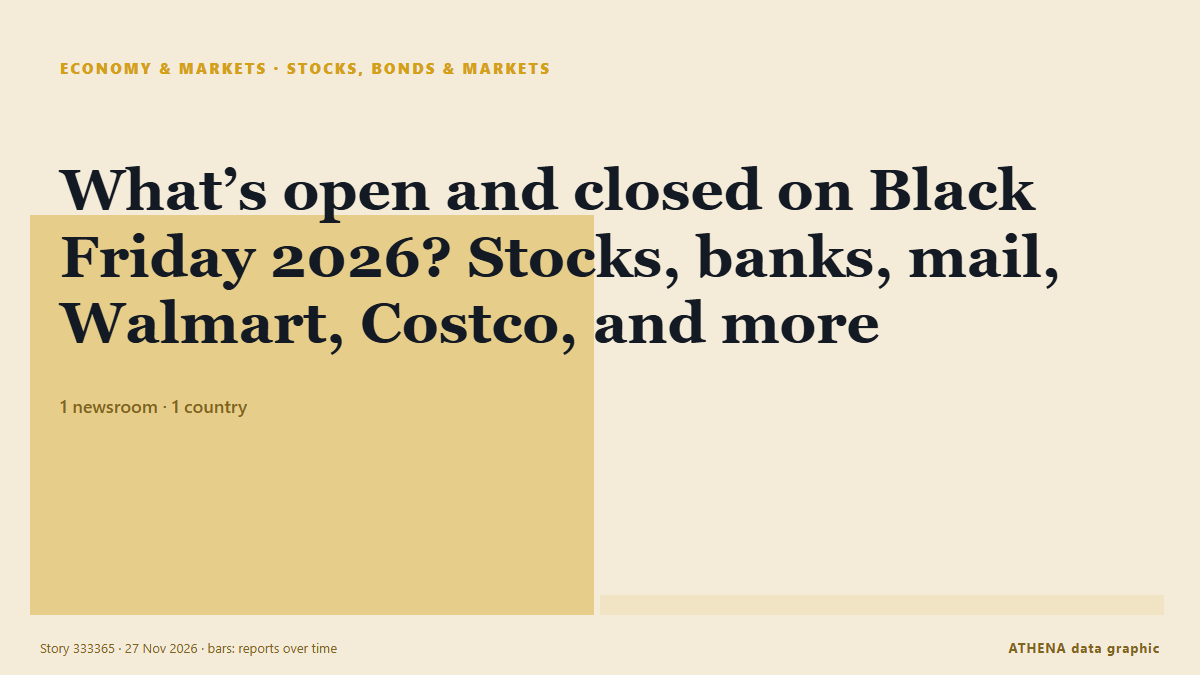 ECONOMY & MARKETS · STOCKS, BONDS & MARKETS
What’s open and closed on Black
Friday 2026? Stocks, banks, mail,
Walmart, Costco, and more
1 newsroom · 1 country
Story 333365 · 27 Nov 2026 · bars: reports over time
ATHENA data graphic